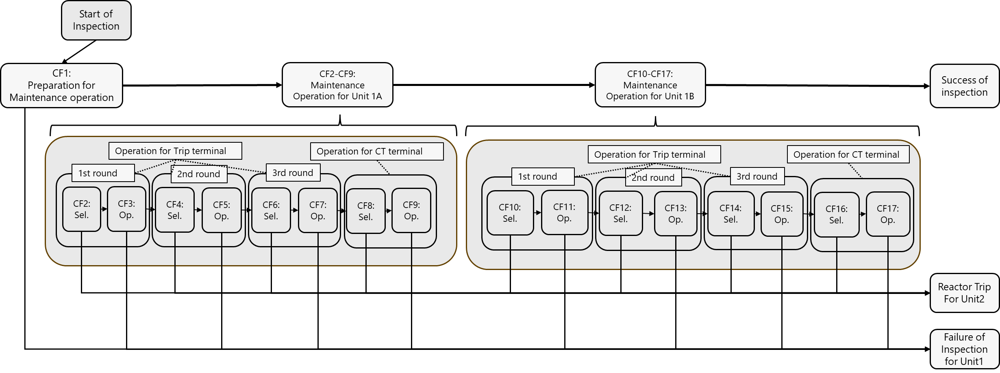 Start of
Inspection
CF1:
Preparation for
Maintenance operation
CF2-CF9:
Maintenance
Operation for Unit 1A
CF10-CF17:
Maintenance
Operation for Unit 1B
Success of
inspection
Operation for Trip terminal
Operation for CT terminal
1st round
2nd round
3rd round
CF2:
Sel.
CF3:
Op.
CF4:
Sel.
CF5:
Op.
CF6:
Sel.
CF7:
Op.
CF8:
Sel.
CF9:
Op.
Operation for Trip terminal
Operation for CT terminal
1st round
2nd round
3rd round
CF10:
Sel.
CF11:
Op.
CF12:
Sel.
CF13:
Op.
CF14:
Sel.
CF15:
Op.
CF16:
Sel.
CF17:
Op.
Reactor Trip
For Unit2
Failure of
Inspection
for Unit1